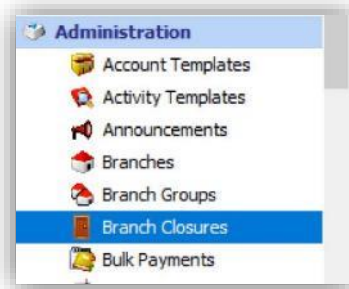 Administration
Account Templates
Activity Templates
Announcements
Branches
Branch Groups
Branch Closures
Bulk Payments